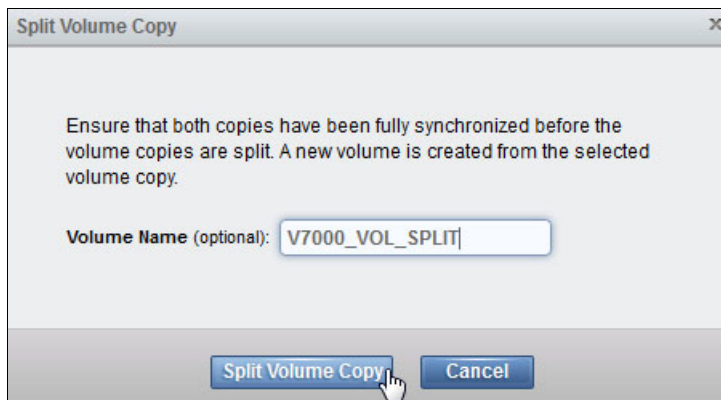 Split Volume Copy
Ensure that both copies have been fully synchronized before the
volume copies are split. A new volume is created from the selected
volume copy.
Volume Name (optional): V7000_VOL_SPLIT
Split Volume Copy Cancel